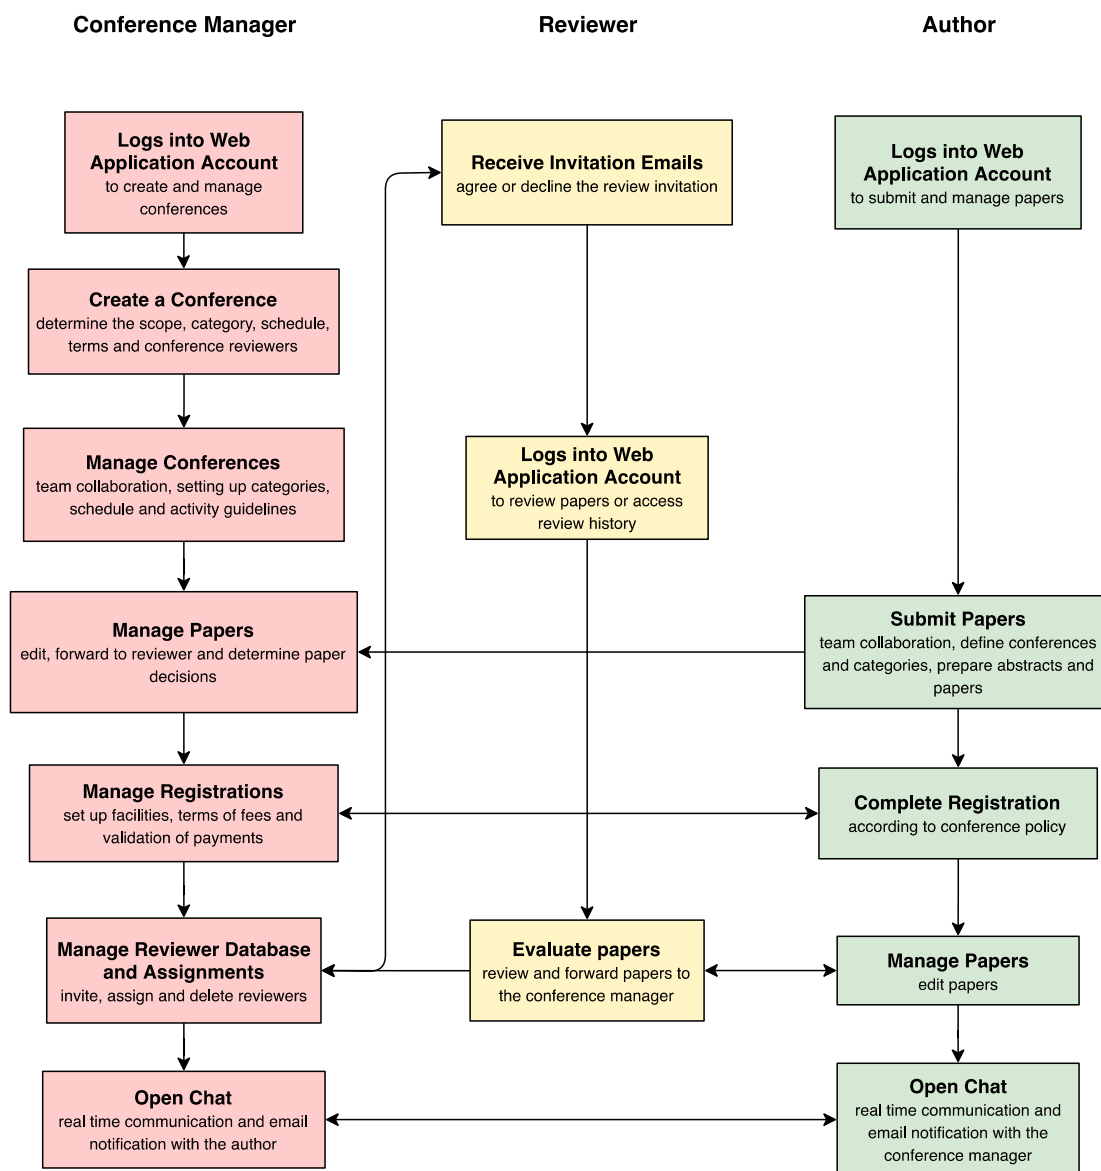 Conference Manager
Reviewer
Author
Logs into Web
Application Account
to create and manage
conferences
Create a Conference
determine the scope, category, schedule,
terms and conference reviewers
Manage Conferences
team collaboration, setting up categories,
schedule and activity guidelines
Manage Papers
edit, forward to reviewer and determine paper
decisions
Manage Registrations
set up facilities, terms of fees and
validation of payments
Manage Reviewer Database
and Assignments
invite, assign and delete reviewers
Open Chat
real time communication and email
notification with the author
Receive Invitation Emails
agree or decline the review invitation
Logs into Web
Application Account
to review papers or access
review history
Evaluate papers
review and forward papers to
the conference manager
Logs into Web
Application Account
to submit and manage papers
Submit Papers
team collaboration, define conferences
and categories, prepare abstracts and
papers
Complete Registration
according to conference policy
Manage Papers
edit papers
Open Chat
real time communication and
email notification with the
conference manager